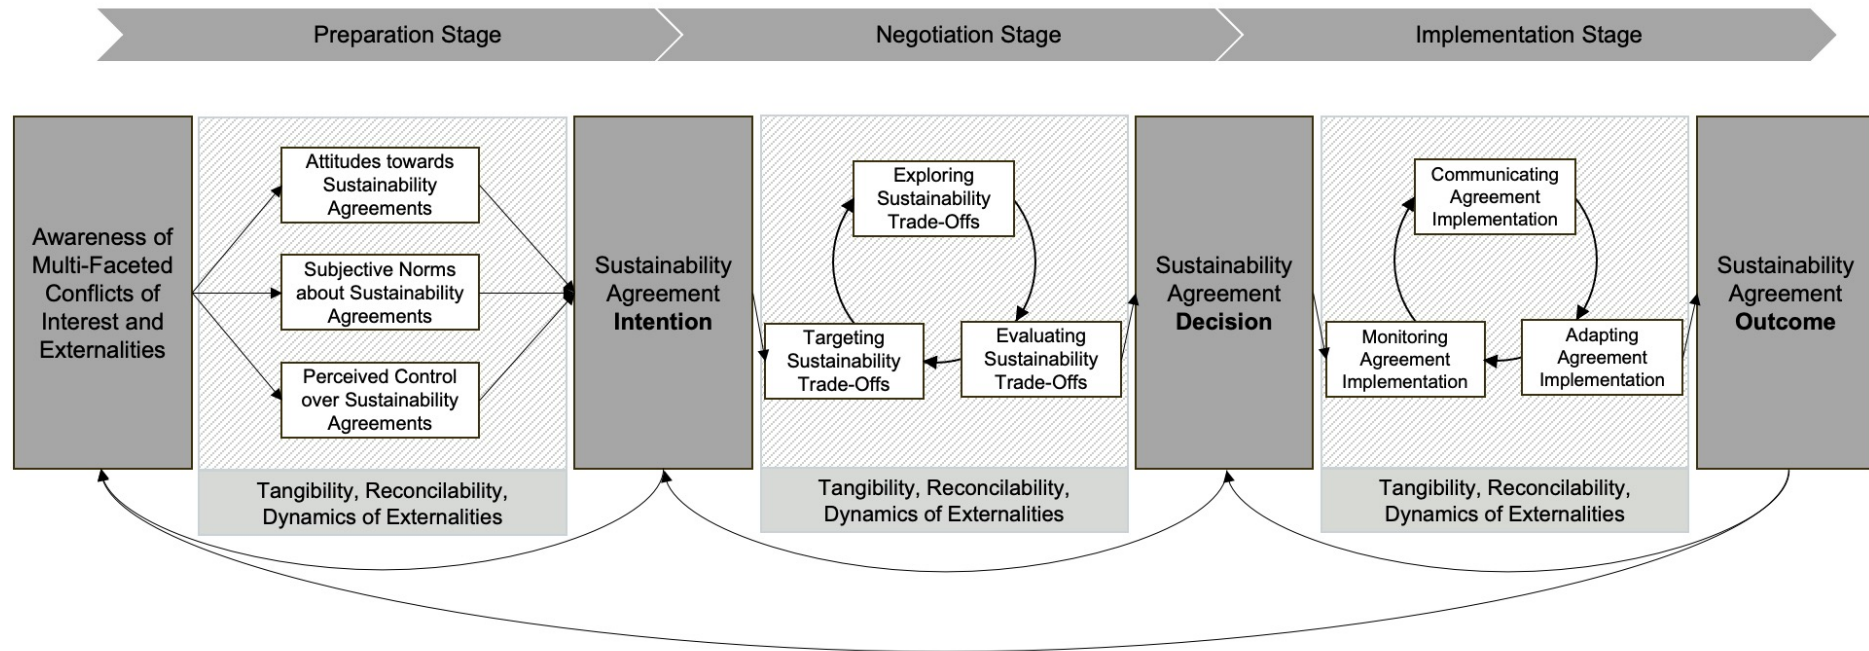 Preparation Stage
Negotiation Stage
Implementation Stage
Awareness of
Multi-Faceted
Conflicts of
Interest and
Externalities
Attitudes towards
Sustainability
Agreements
Subjective Norms
about Sustainability
Agreements
Perceived Control
over Sustainability
Agreements
Tangibility, Reconcilability,
Dynamics of Externalities
Sustainability
Agreement
Intention
Exploring
Sustainability
Trade-Offs
Targeting
Sustainability
Trade-Offs
Evaluating
Sustainability
Trade-Offs
Tangibility, Reconcilability,
Dynamics of Externalities
Sustainability
Agreement
Decision
Communicating
Agreement
Implementation
Monitoring
Agreement
Implementation
Adapting
Agreement
Implementation
Tangibility, Reconcilability,
Dynamics of Externalities
Sustainability
Agreement
Outcome